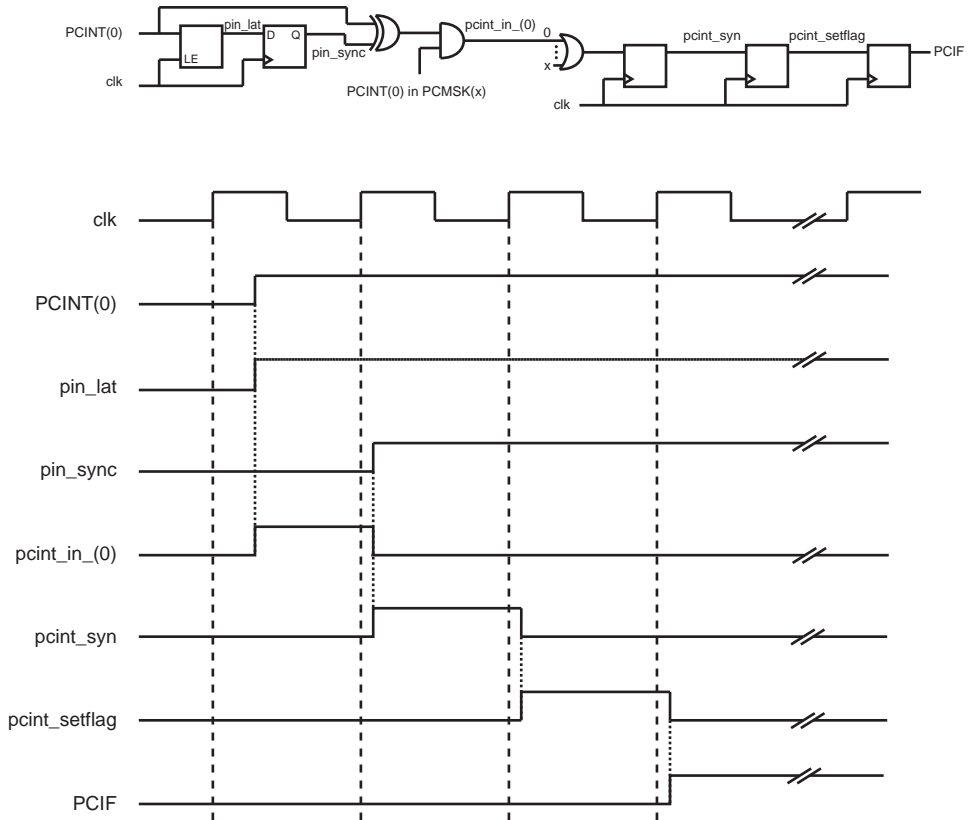 PCINT(0)
pin_lat
D Q
LE
pin_sync
clk
pcint_in_(0)
0
x
PCINT(0) in PCMSK(x)
pcint_syn
pcint_setflag
PCIF
clk
clk
PCINT(0)
pin_lat
pin_sync
pcint_in_(0)
pcint_syn
pcint_setflag
PCIF